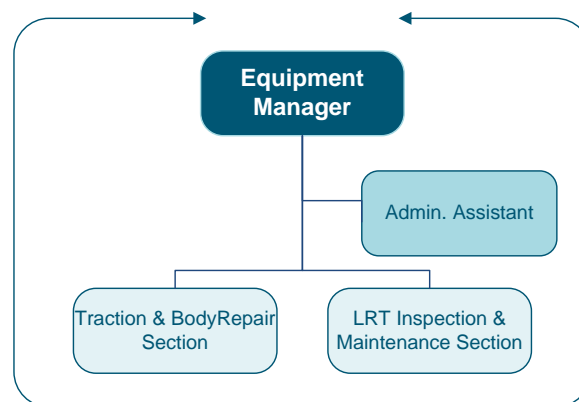 Equipment
Manager
Admin. Assistant
Traction & BodyRepair
Section
LRT Inspection &
Maintenance Section